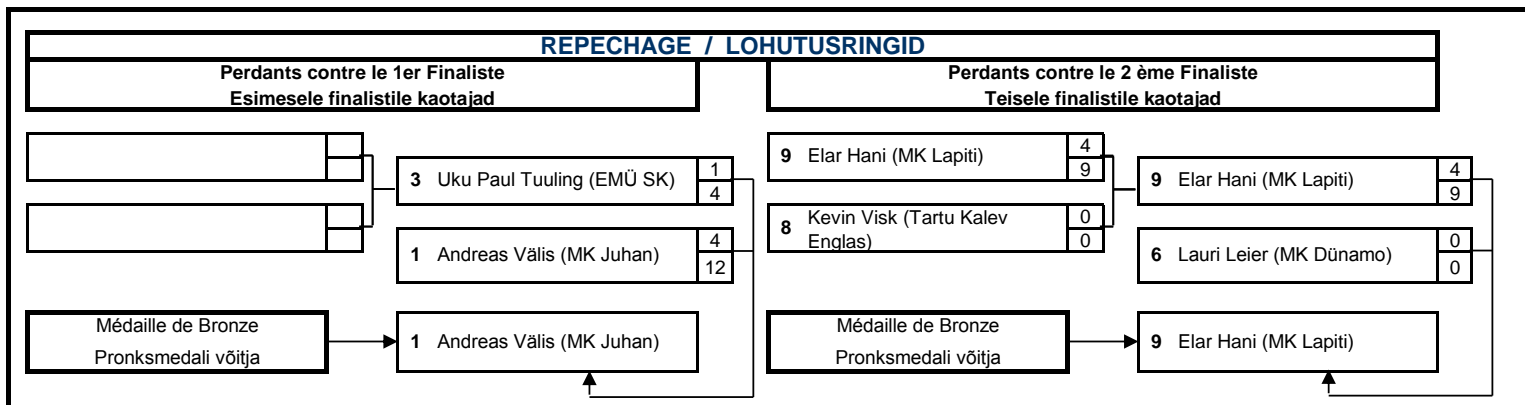 REPECHAGE / LOHUTUSRINGID
Perdants contre le 1er Finaliste
Esimesele finalistile kaotajad
Perdants contre le 2 ème Finaliste
Teisele finalistile kaotajad
3 Uku Paul Tuuling (EMÜ SK) 1
4
1 Andreas Välis (MK Juhan) 4
12
Médaille de Bronze
Pronksmedali võitja
1 Andreas Välis (MK Juhan)
9 Elar Hani (MK Lapiti) 4
9
8 Kevin Visk (Tartu Kalev 0
Englas) 0
9 Elar Hani (MK Lapiti) 4
9
6 Lauri Leier (MK Dünamo) 0
0
Médaille de Bronze
Pronksmedali võitja
9 Elar Hani (MK Lapiti)